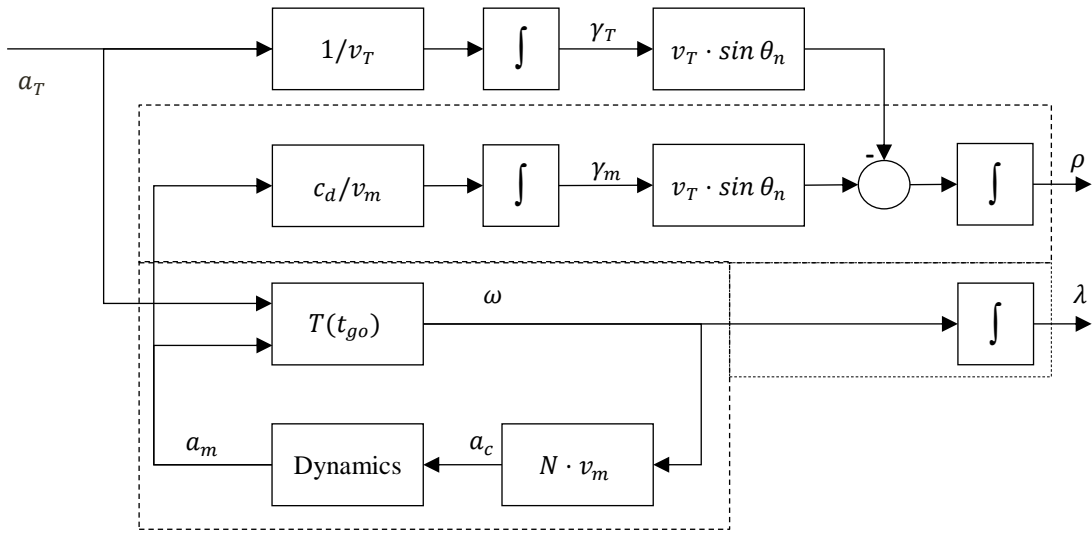 a_T
1/v_T
∫
γ_T
v_T · sin θ_n
-
c_d/v_m
∫
γ_m
v_T · sin θ_n
∫
ρ
T(t_go)
ω
∫
λ
a_m
Dynamics
a_c
N · v_m